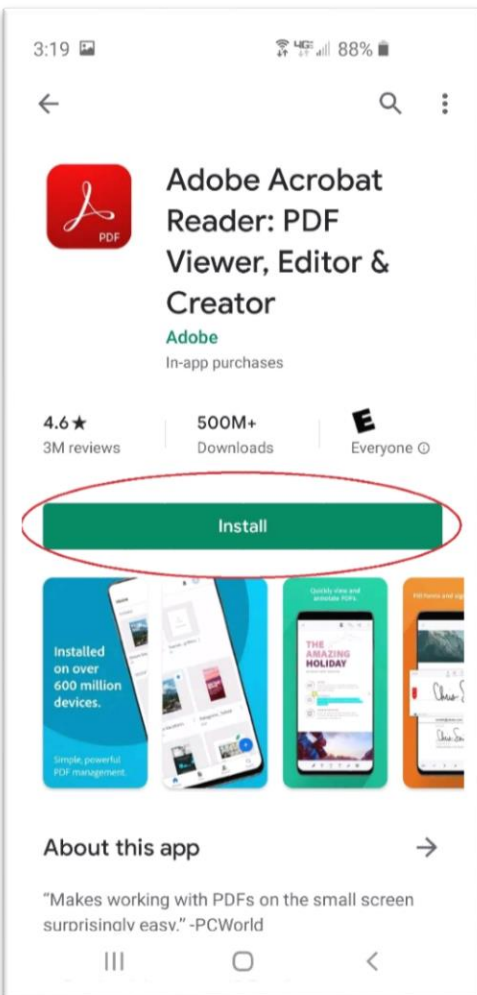 3:19 4GE 88%
PDF
Adobe Acrobat
Reader: PDF
Viewer, Editor &
Creator
Adobe
In-app purchases
4.6★ 500M+ E
3M reviews Downloads Everyone
Install
Installed
on over
600 million
devices.
Simple, powerful
PDF management.
Quickly view and
annotate PDFs.
THE
AMAZING
HOLIDAY
Fill forms and
About this app
"Makes working with PDFs on the small screen
surprisingly easy." -PCWorld